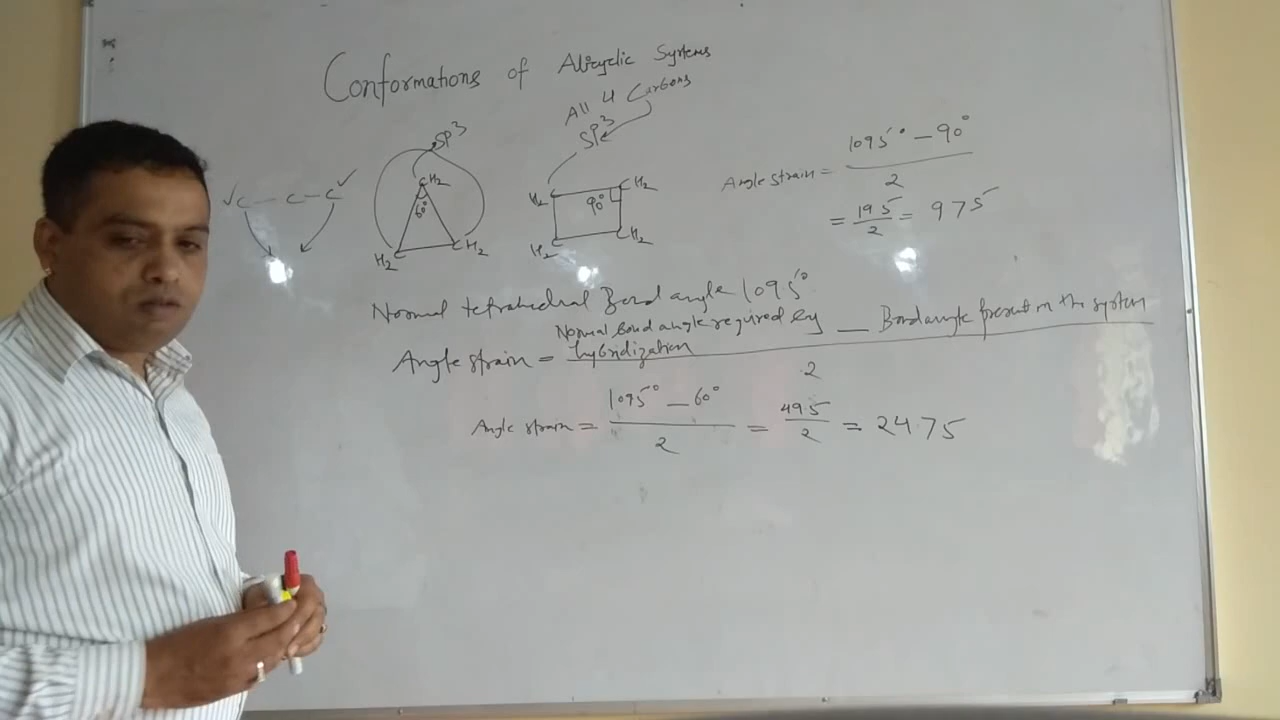 Conformations of Alicyclic Systems
All 4 Carbons
SP3
SP3
C - C - C
CH2
60°
H2C CH2
H2C CH2
90°
H2C CH2
Angle strain = 109.5° - 90° / 2
= 19.5 / 2 = 9.75
Normal tetrahedral Bond angle 109.5°
Angle strain = Normal Bond angle required by hybridization - Bond angle present in the system / 2
Angle strain = 109.5° - 60° / 2 = 49.5 / 2 = 24.75